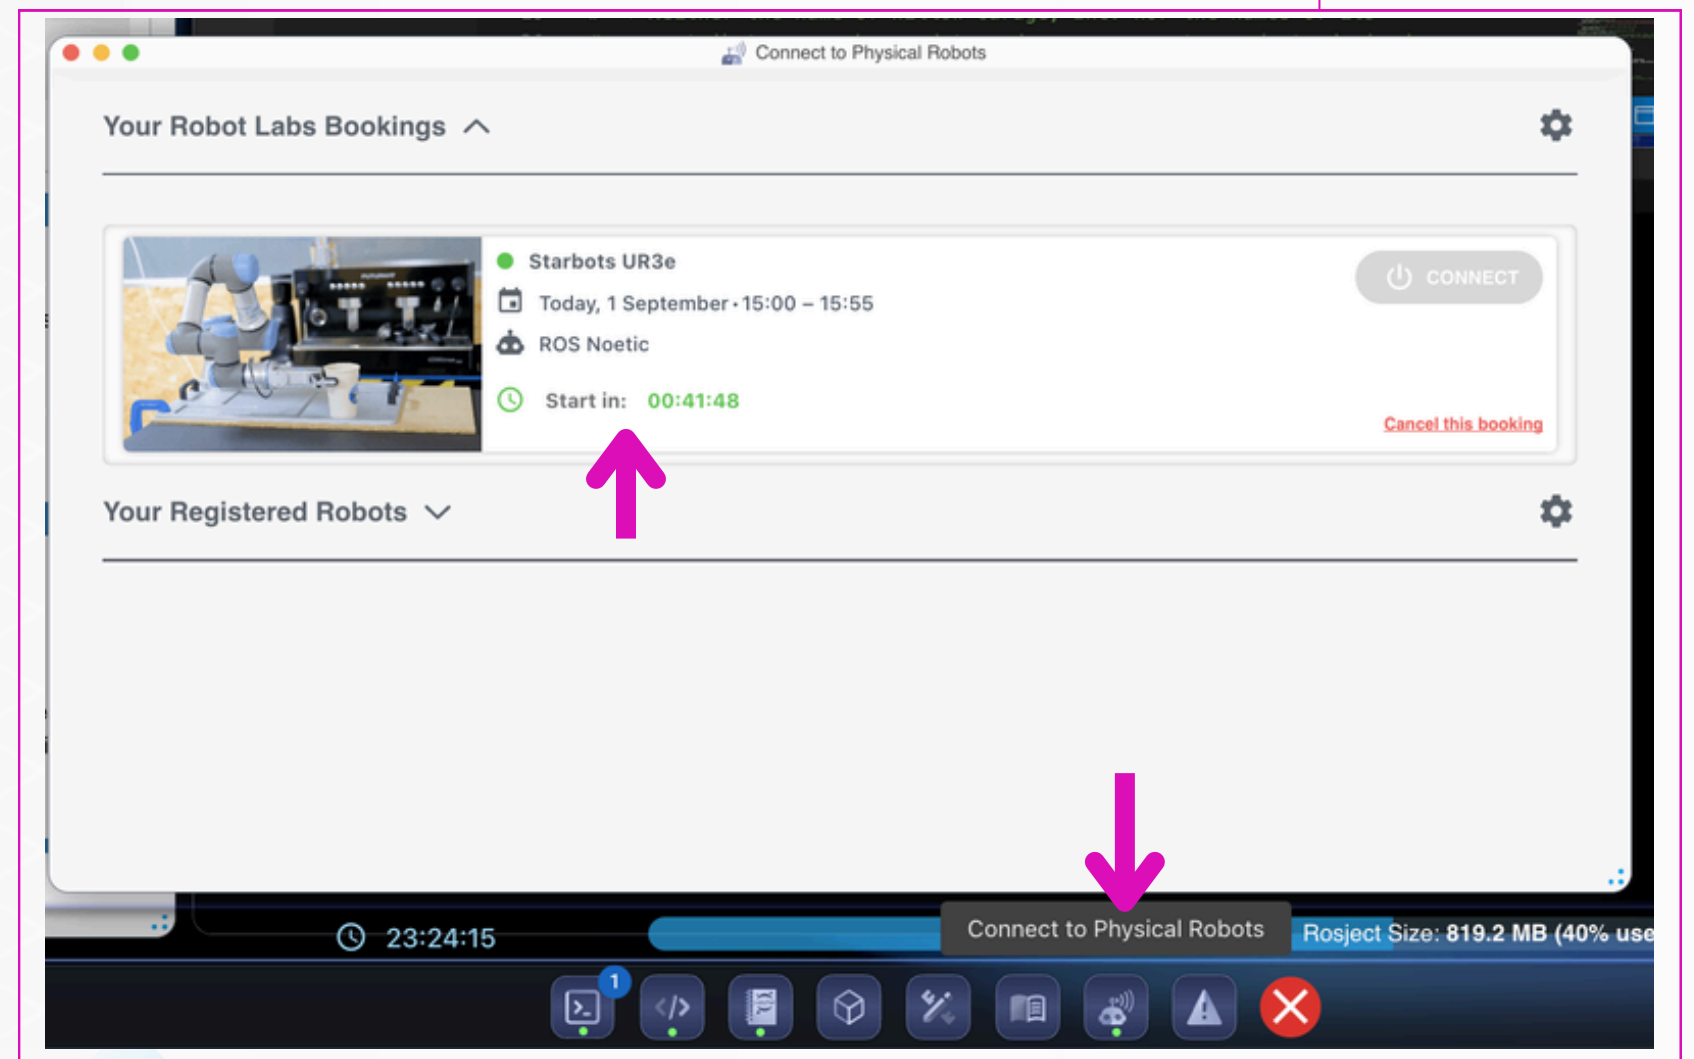 Connect to Physical Robots
Your Robot Labs Bookings
Starbots UR3e
Today, 1 September · 15:00 – 15:55
ROS Noetic
Start in: 00:41:48
CONNECT
Cancel this booking
Your Registered Robots
23:24:15
Connect to Physical Robots
Rosject Size: 819.2 MB (40% use
1